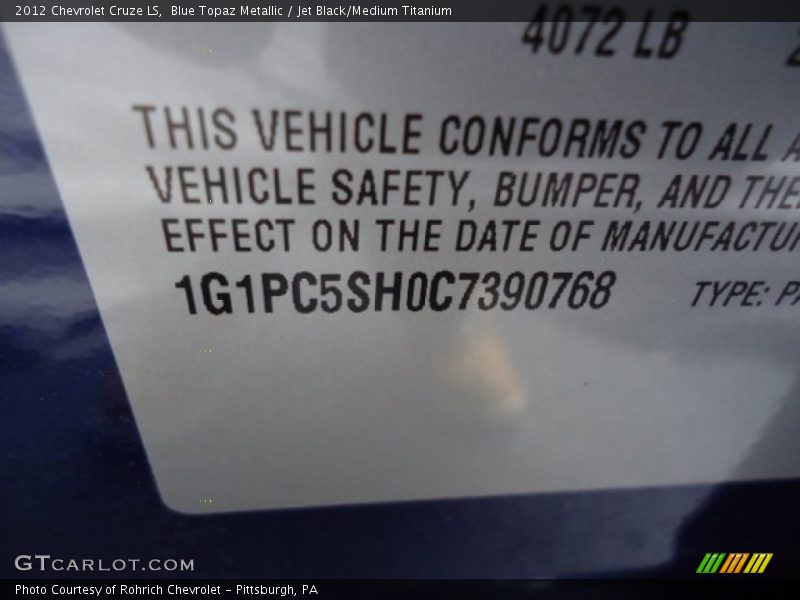 2012 Chevrolet Cruze LS,  Blue Topaz Metallic / Jet Black/Medium Titanium
4072 LB
THIS VEHICLE CONFORMS TO ALL
VEHICLE SAFETY, BUMPER, AND
EFFECT ON THE DATE OF
1G1PC5SH0C7390768 TYPE:
GTCARLOT.COM
Photo Courtesy of Rohrich Chevrolet - Pittsburgh, PA